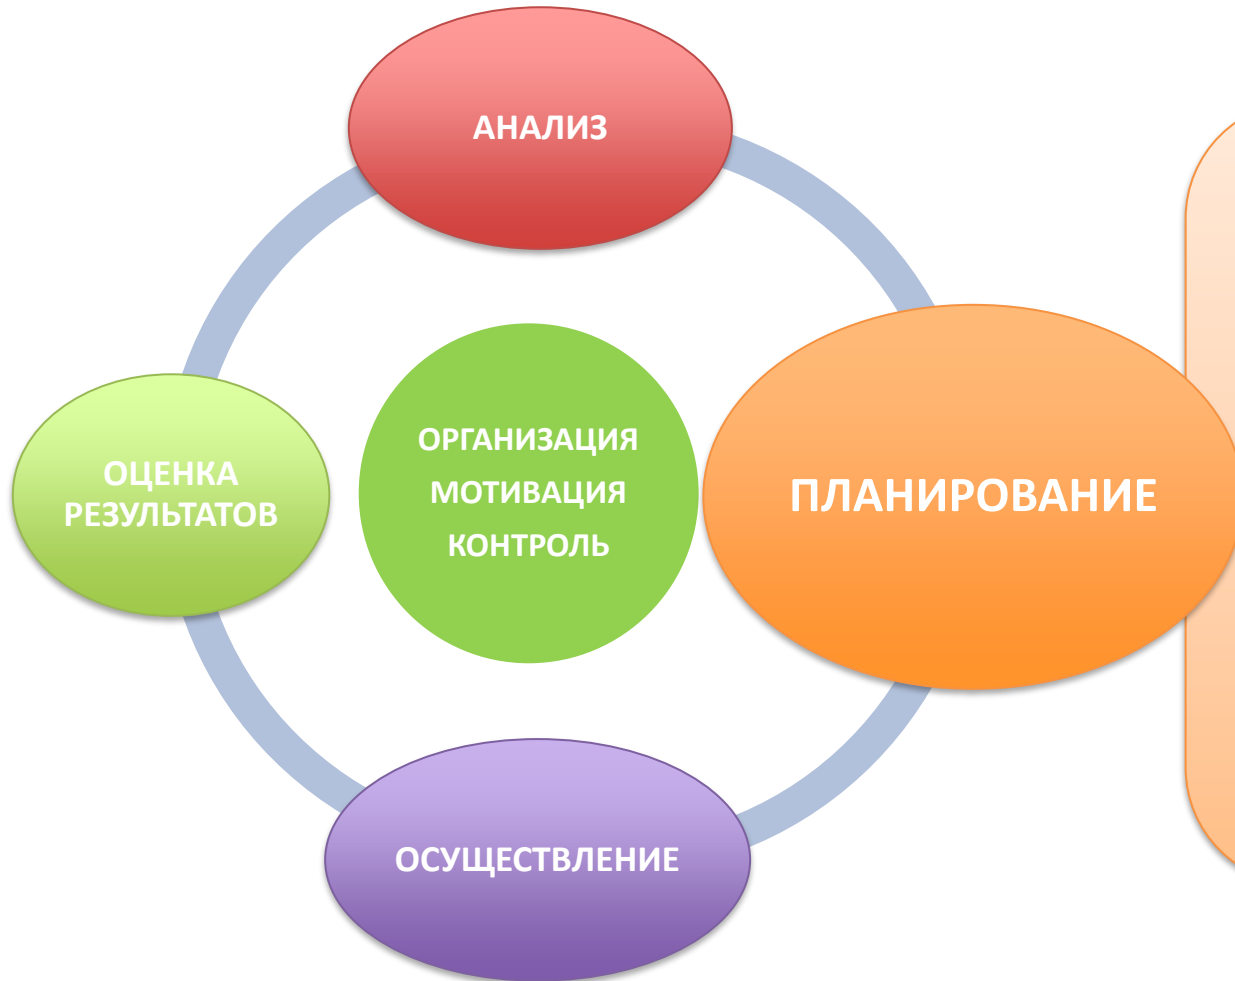 АНАЛИЗ
ОРГАНИЗАЦИЯ
МОТИВАЦИЯ
КОНТРОЛЬ
ПЛАНИРОВАНИЕ
ОЦЕНКА
РЕЗУЛЬТАТОВ
ОСУЩЕСТВЛЕНИЕ